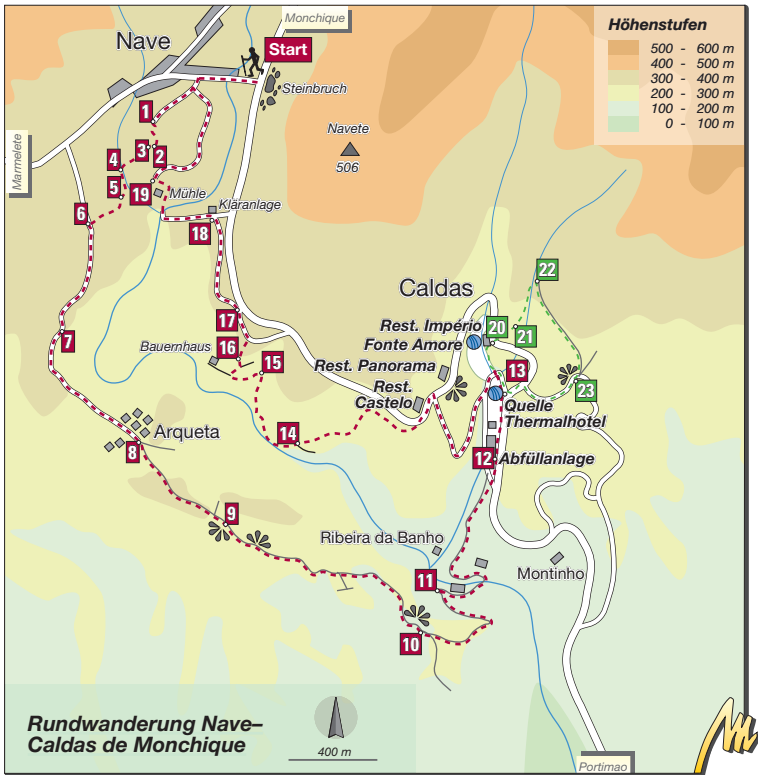 Monchique
Nave
Start
Steinbruch
Höhenstufen
500 - 600 m
400 - 500 m
300 - 400 m
200 - 300 m
100 - 200 m
0 - 100 m
1
Navete
506
3
2
4
Marmelete
5
19
Mühle
6
Kläranlage
18
22
Caldas
17
Rest. Império
20
21
7
Bauernhaus
16
Fonte Amore
15
Rest. Panorama
13
23
Rest.
Castelo
Quelle
Thermalhotel
Arqueta
14
8
12
Abfüllanlage
9
Ribeira da Banho
11
Montinho
10
Rundwanderung Nave–
Caldas de Monchique
400 m
Portimao